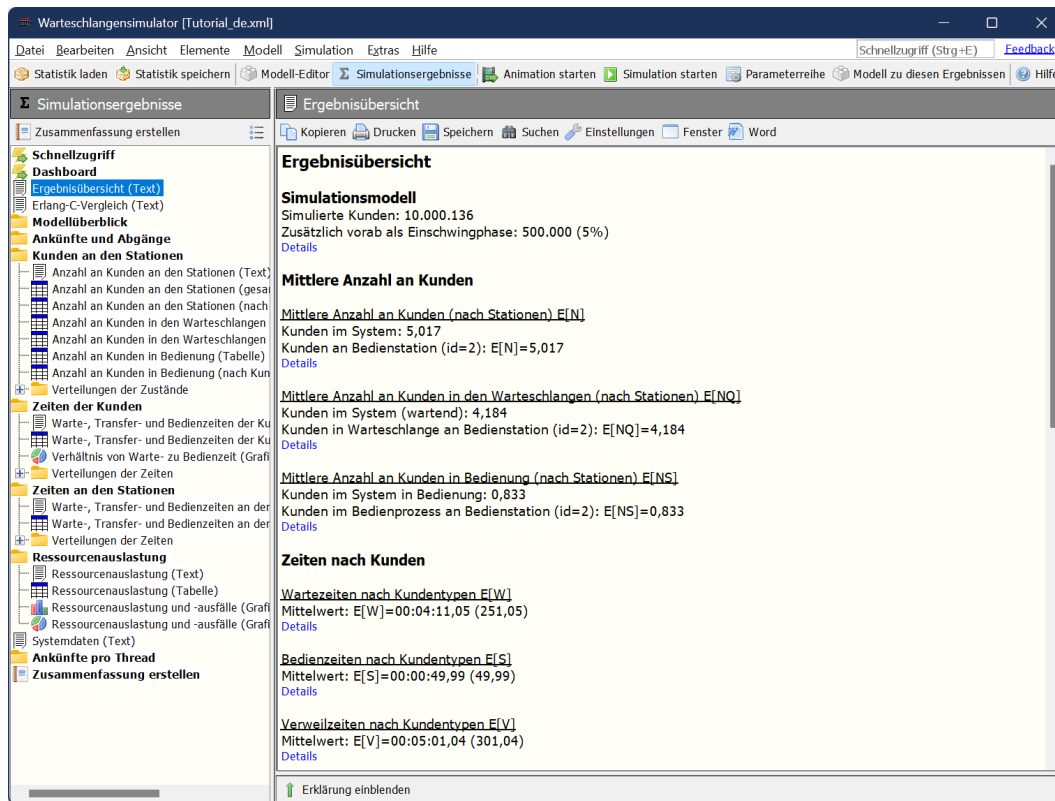 Warteschlangensimulator [Tutorial_de.xml]
Datei Bearbeiten Ansicht Elemente Modell Simulation Extras Hilfe Schnellzugriff (Strg+E) Feedback
Statistik laden Statistik speichern Modell-Editor Σ Simulationsergebnisse Animation starten Simulation starten Parameterreihe Modell zu diesen Ergebnissen Hilfe
Σ Simulationsergebnisse
Zusammenfassung erstellen
Schnellzugriff
Dashboard
Ergebnisübersicht (Text)
Erlang-C-Vergleich (Text)
Modellüberblick
Ankünfte und Abgänge
Kunden an den Stationen
Anzahl an Kunden an den Stationen (Text)
Anzahl an Kunden an den Stationen (gesa
Anzahl an Kunden an den Stationen (nach
Anzahl an Kunden in den Warteschlangen
Anzahl an Kunden in den Warteschlangen
Anzahl an Kunden in Bedienung (Tabelle)
Anzahl an Kunden in Bedienung (nach Kun
Verteilungen der Zustände
Zeiten der Kunden
Warte-, Transfer- und Bedienzeiten der Ku
Warte-, Transfer- und Bedienzeiten der Ku
Verhältnis von Warte- zu Bedienzeit (Grafi
Verteilungen der Zeiten
Zeiten an den Stationen
Warte-, Transfer- und Bedienzeiten an der
Warte-, Transfer- und Bedienzeiten an der
Verteilungen der Zeiten
Ressourcenauslastung
Ressourcenauslastung (Text)
Ressourcenauslastung (Tabelle)
Ressourcenauslastung und -ausfälle (Grafi
Ressourcenauslastung und -ausfälle (Grafi
Systemdaten (Text)
Ankünfte pro Thread
Zusammenfassung erstellen
Ergebnisübersicht
Kopieren Drucken Speichern Suchen Einstellungen Fenster Word
Ergebnisübersicht
Simulationsmodell
Simulierte Kunden: 10.000.136
Zusätzlich vorab als Einschwingphase: 500.000 (5%)
Details
Mittlere Anzahl an Kunden
Mittlere Anzahl an Kunden (nach Stationen) E[N]
Kunden im System: 5,017
Kunden an Bedienstation (id=2): E[N]=5,017
Details
Mittlere Anzahl an Kunden in den Warteschlangen (nach Stationen) E[NQ]
Kunden im System (wartend): 4,184
Kunden in Warteschlange an Bedienstation (id=2): E[NQ]=4,184
Details
Mittlere Anzahl an Kunden in Bedienung (nach Stationen) E[NS]
Kunden im System in Bedienung: 0,833
Kunden im Bedienprozess an Bedienstation (id=2): E[NS]=0,833
Details
Zeiten nach Kunden
Wartezeiten nach Kundentypen E[W]
Mittelwert: E[W]=00:04:11,05 (251,05)
Details
Bedienzeiten nach Kundentypen E[S]
Mittelwert: E[S]=00:00:49,99 (49,99)
Details
Verweilzeiten nach Kundentypen E[V]
Mittelwert: E[V]=00:05:01,04 (301,04)
Details
Erklärung einblenden